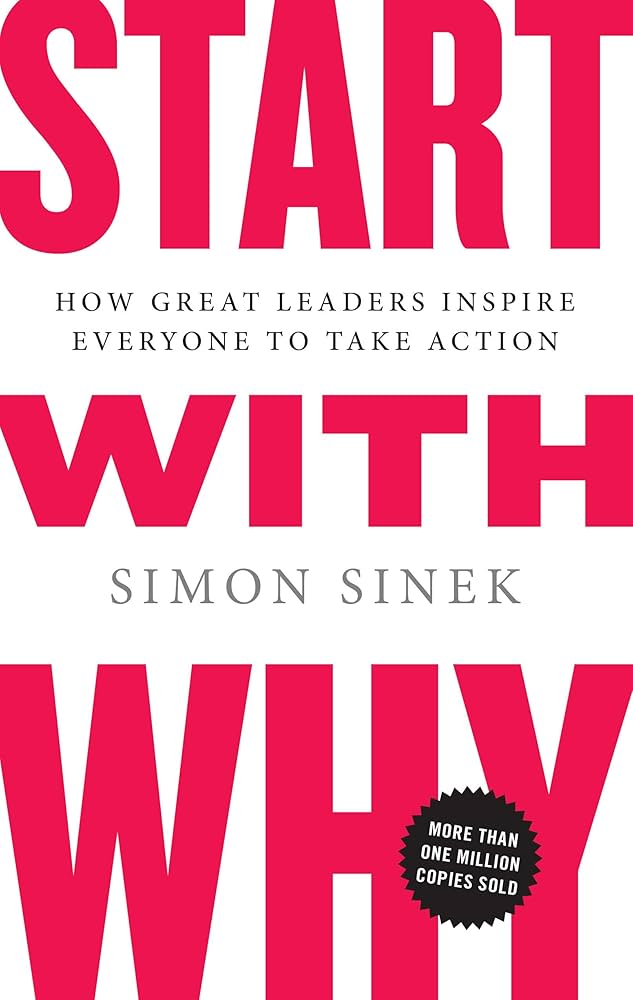 START
HOW GREAT LEADERS INSPIRE
EVERYONE TO TAKE ACTION
WITH
SIMON SINEK
WHY
MORE THAN
ONE MILLION
COPIES SOLD